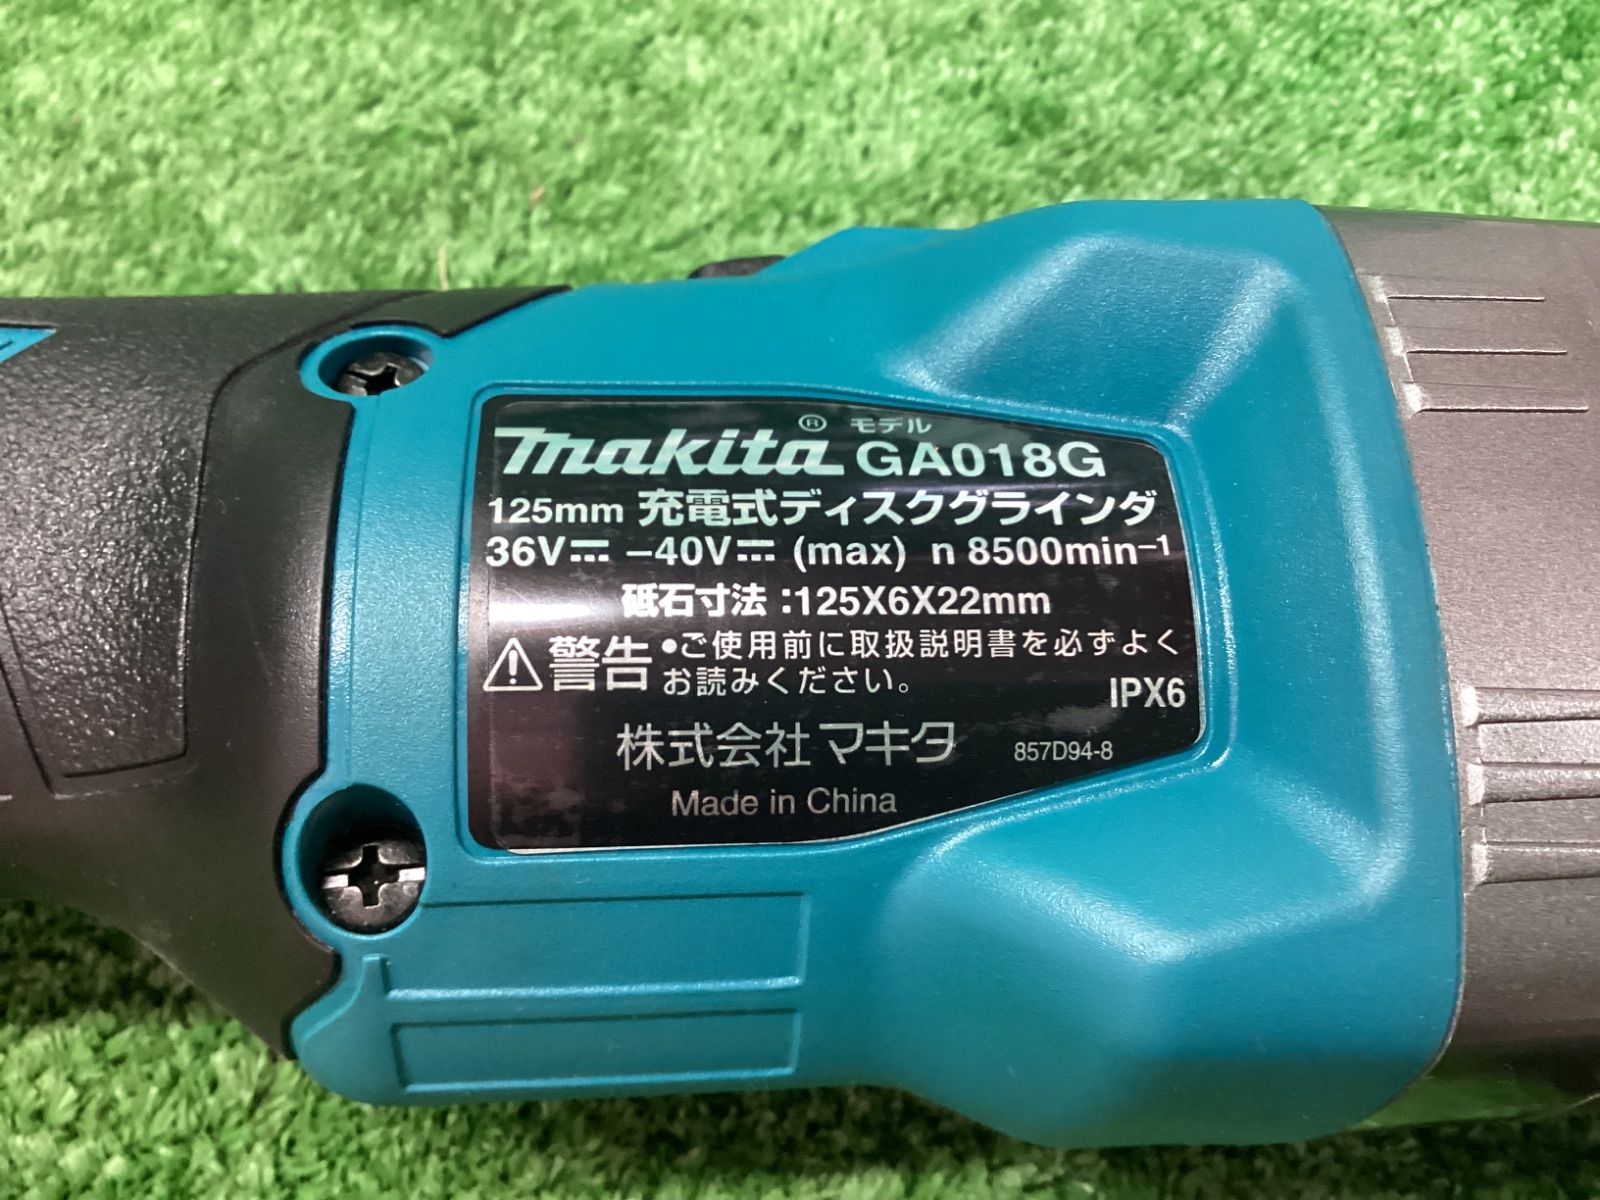 makita® モデル GA018G
125mm 充電式ディスクグラインダ
36V⎓ –40V⎓ (max) n 8500min⁻¹
砥石寸法：125X6X22mm
⚠警告 ●ご使用前に取扱説明書を必ずよく
お読みください。
IPX6
株式会社マキタ 857D94-8
Made in China